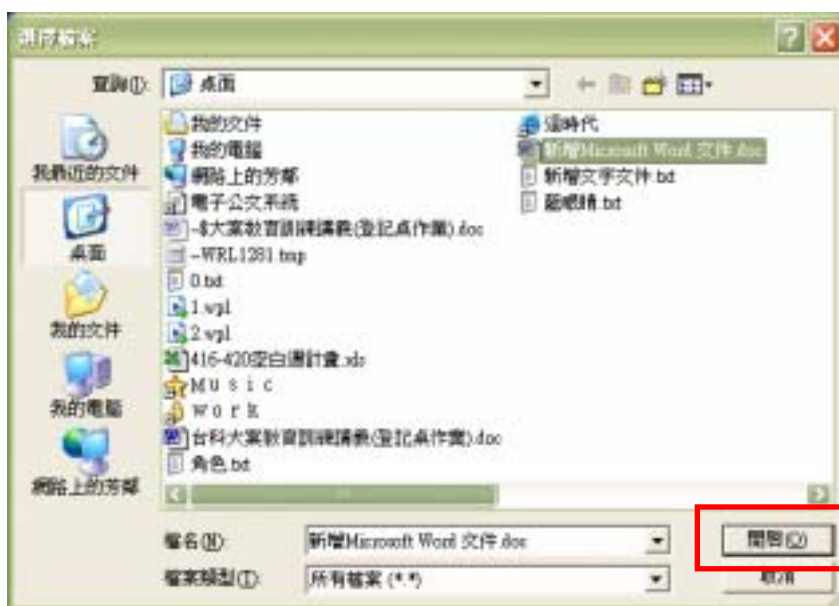 選擇檔案
查詢(I): 桌面
我最近的文件
桌面
我的文件
我的電腦
網路上的芳鄰
我的文件
我的電腦
網路上的芳鄰
電子公文系統
~$大案教育訓練講義(登記桌作業).doc
~WRL1281.tmp
0.txt
1.wpl
2.wpl
416-420空白週計畫.xls
Music
work
台科大案教育訓練講義(登記桌作業).doc
角色.txt
這時代
新增Microsoft Word 文件.doc
新增文字文件.txt
藍眼睛.txt
檔名(N): 新增Microsoft Word 文件.doc
開啟(O)
檔案類型(T): 所有檔案 (*.*)
取消